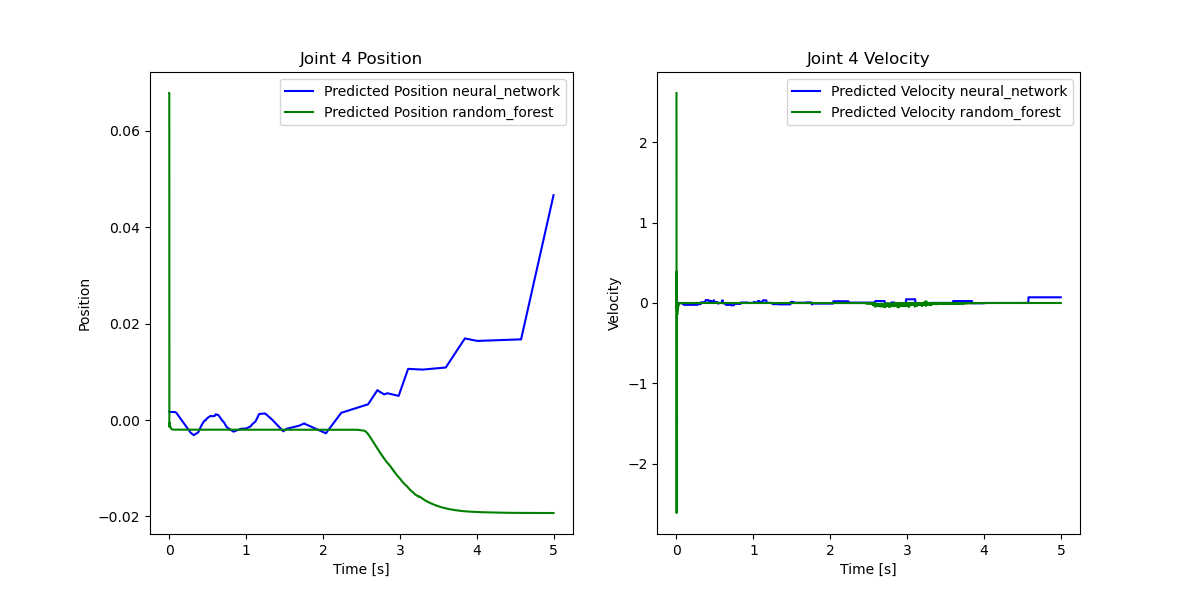 Joint 4 Position
Predicted Position neural_network
Predicted Position random_forest
0.06
0.04
0.02
0.00
−0.02
Position
0 1 2 3 4 5
Time [s]
Joint 4 Velocity
Predicted Velocity neural_network
Predicted Velocity random_forest
2
1
0
−1
−2
Velocity
0 1 2 3 4 5
Time [s]